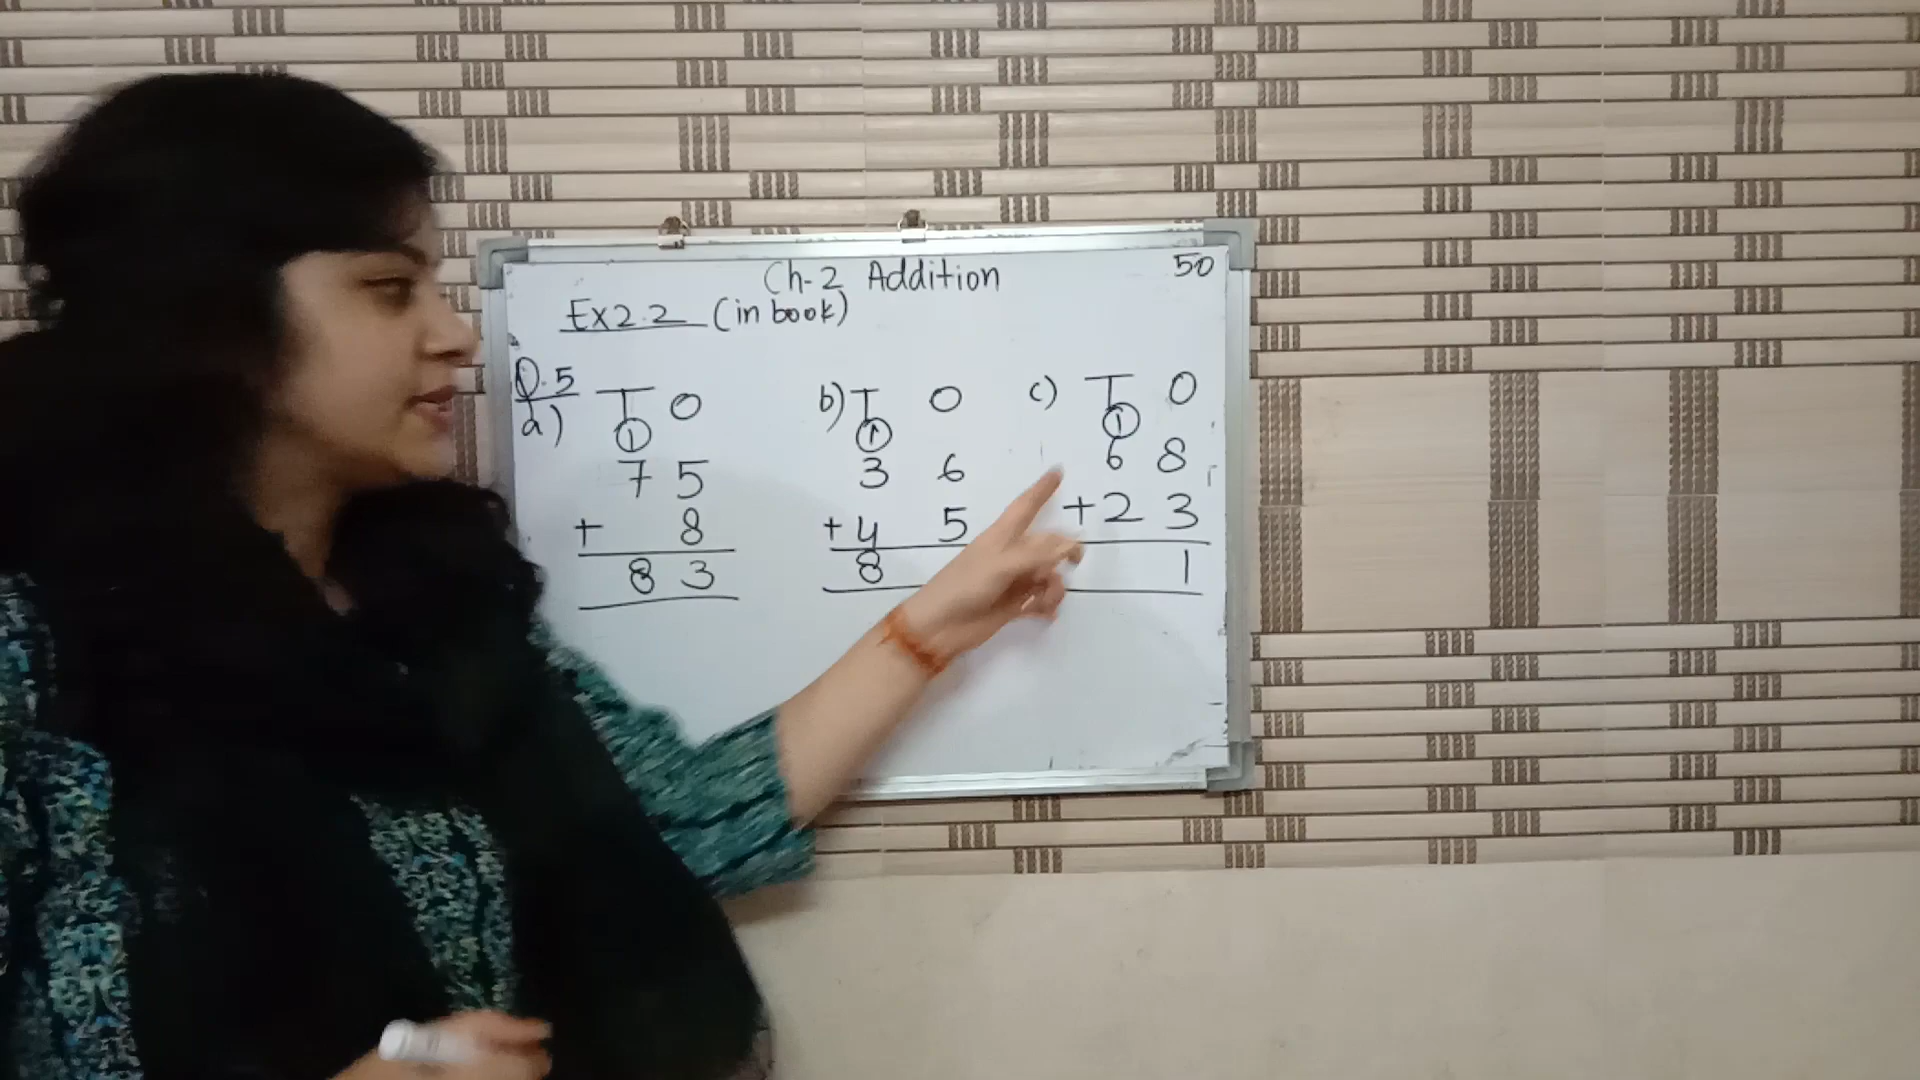 Ch-2 Addition 50
Ex 2.2 (in book)
Q.5
a) T O b) T O c) T O
1 1 1
7 5 3 6 6 8
+ 8 + 4 5 + 2 3
8 3 8 1